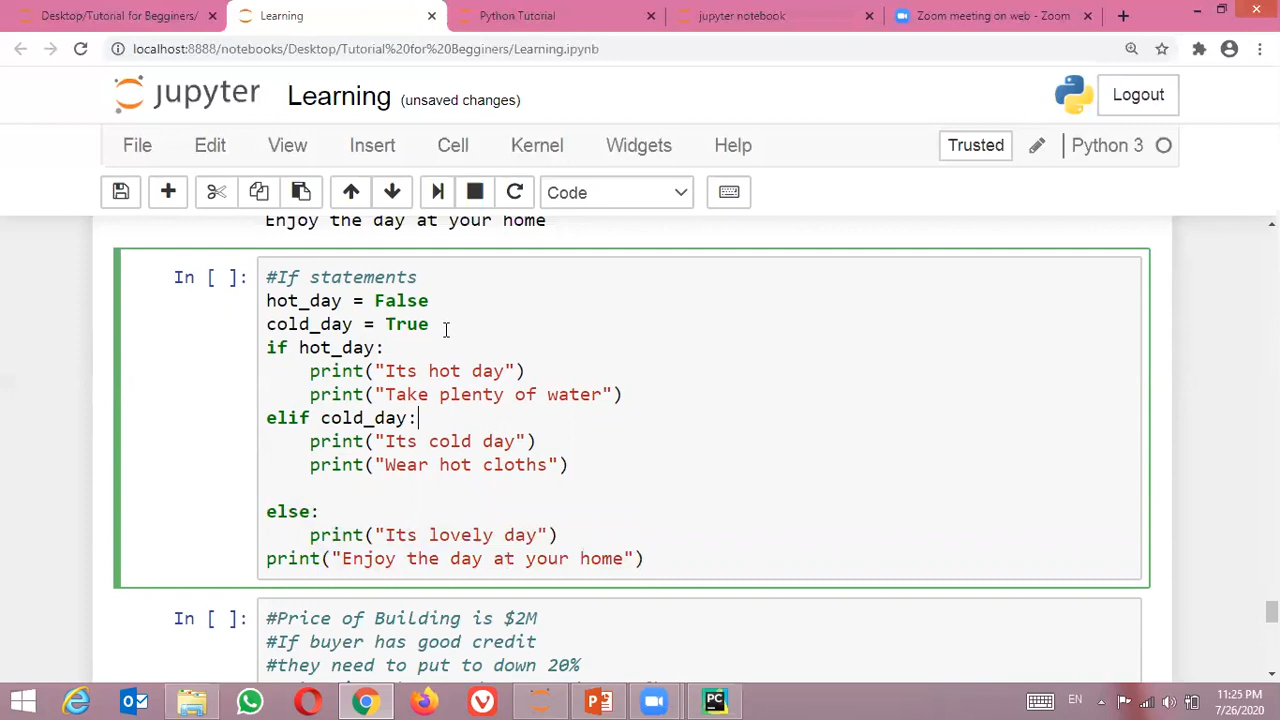 Desktop/Tutorial for Begginers/
Learning
Python Tutorial
jupyter notebook
Zoom meeting on web - Zoom
localhost:8888/notebooks/Desktop/Tutorial%20for%20Begginers/Learning.ipynb
jupyter Learning (unsaved changes)
Logout
File Edit View Insert Cell Kernel Widgets Help
Trusted
Python 3
Code
Enjoy the day at your home
In [ ]:
#If statements
hot_day = False
cold_day = True
if hot_day:
    print("Its hot day")
    print("Take plenty of water")
elif cold_day:
    print("Its cold day")
    print("Wear hot cloths")
else:
    print("Its lovely day")
print("Enjoy the day at your home")
In [ ]:
#Price of Building is $2M
#If buyer has good credit
#they need to put to down 20%
EN
11:25 PM
7/26/2020